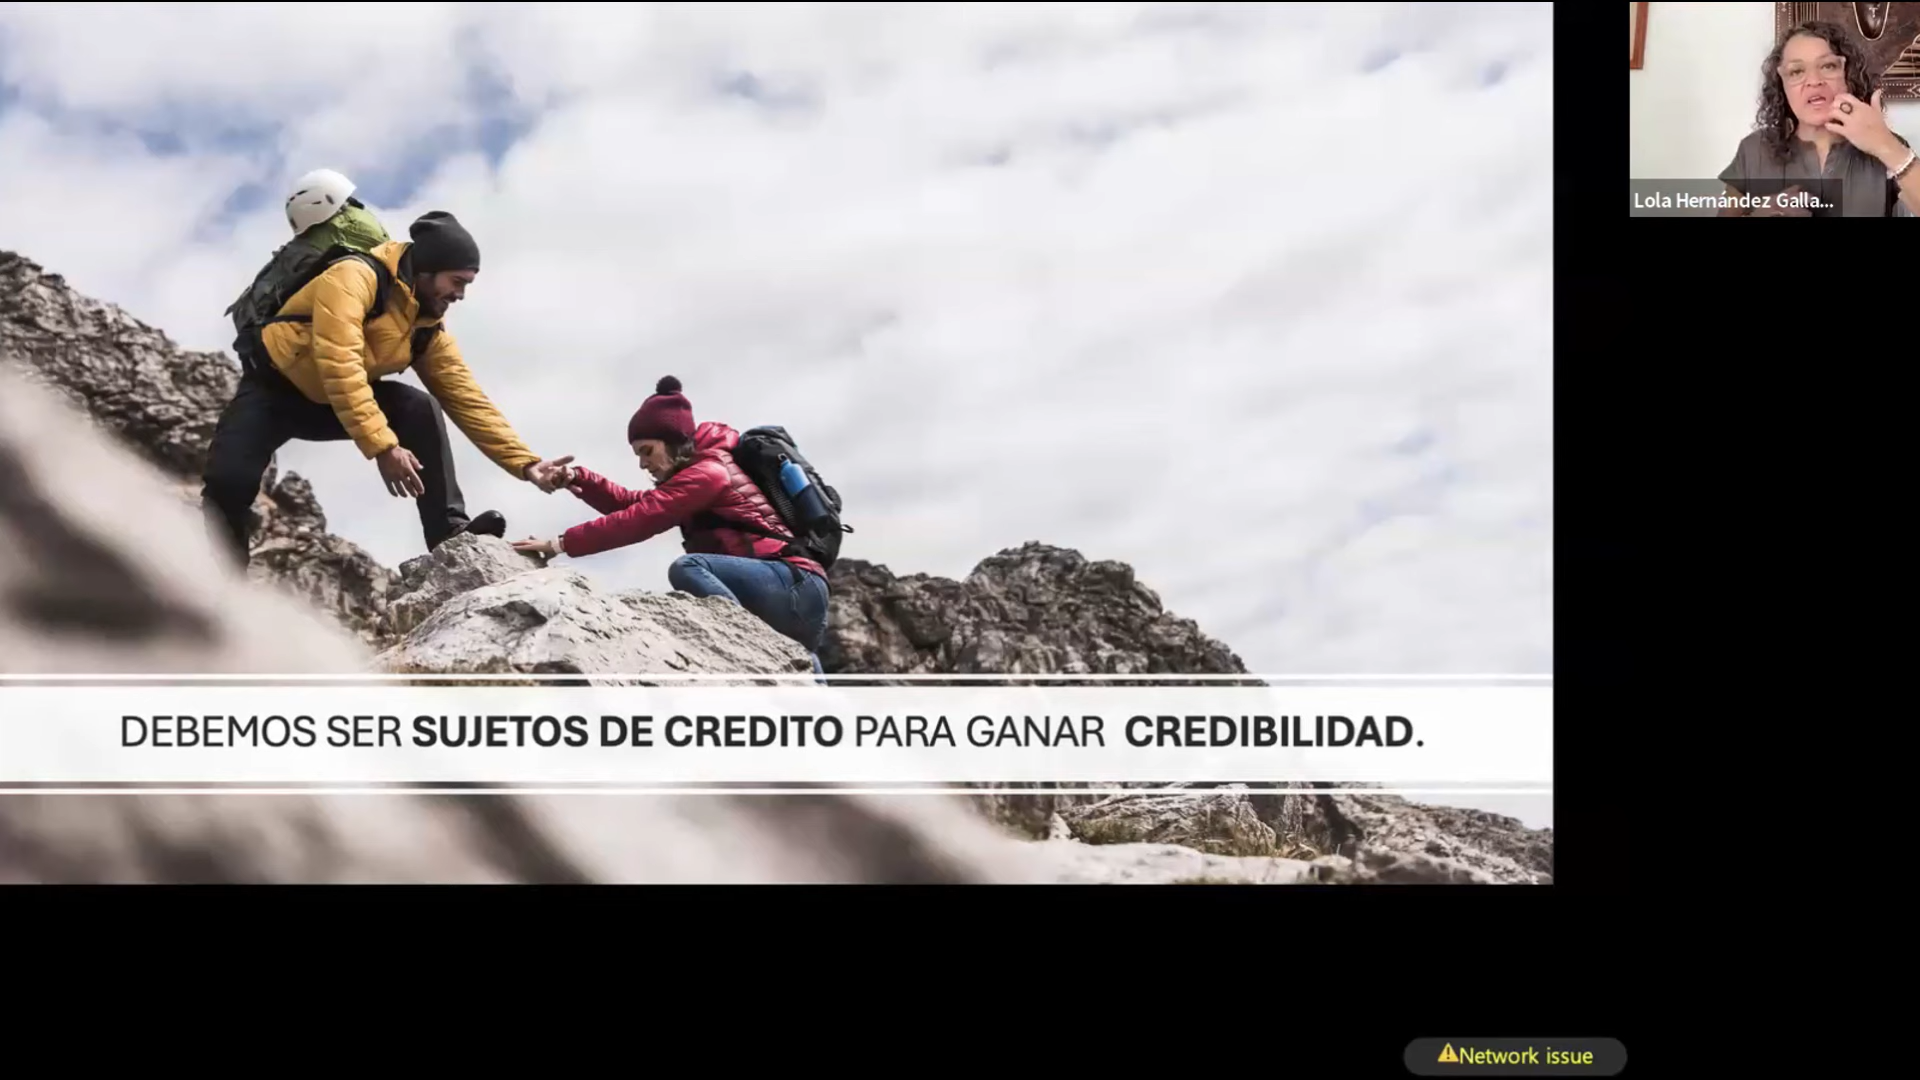 Lola Hernández Galla...
DEBEMOS SER SUJETOS DE CREDITO PARA GANAR CREDIBILIDAD.
⚠Network issue